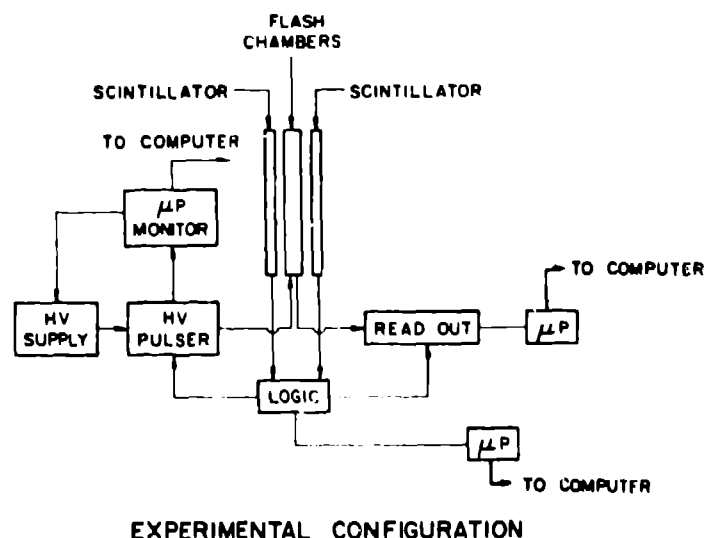 FLASH
CHAMBERS
SCINTILLATOR
SCINTILLATOR
TO COMPUTER
μP
MONITOR
HV
SUPPLY
HV
PULSER
READ OUT
μP
TO COMPUTER
LOGIC
μP
TO COMPUTER
EXPERIMENTAL CONFIGURATION